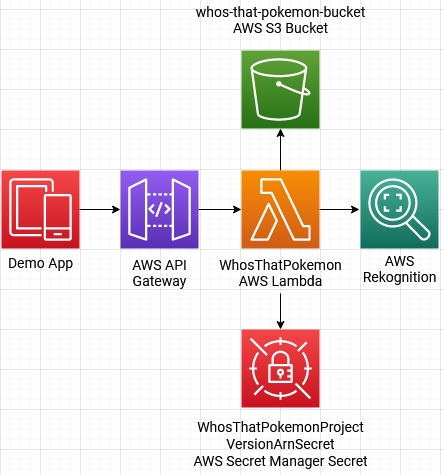 whos-that-pokemon-bucket
AWS S3 Bucket
Demo App
AWS API
Gateway
WhosThatPokemon
AWS Lambda
AWS
Rekognition
WhosThatPokemonProject
VersionArnSecret
AWS Secret Manager Secret